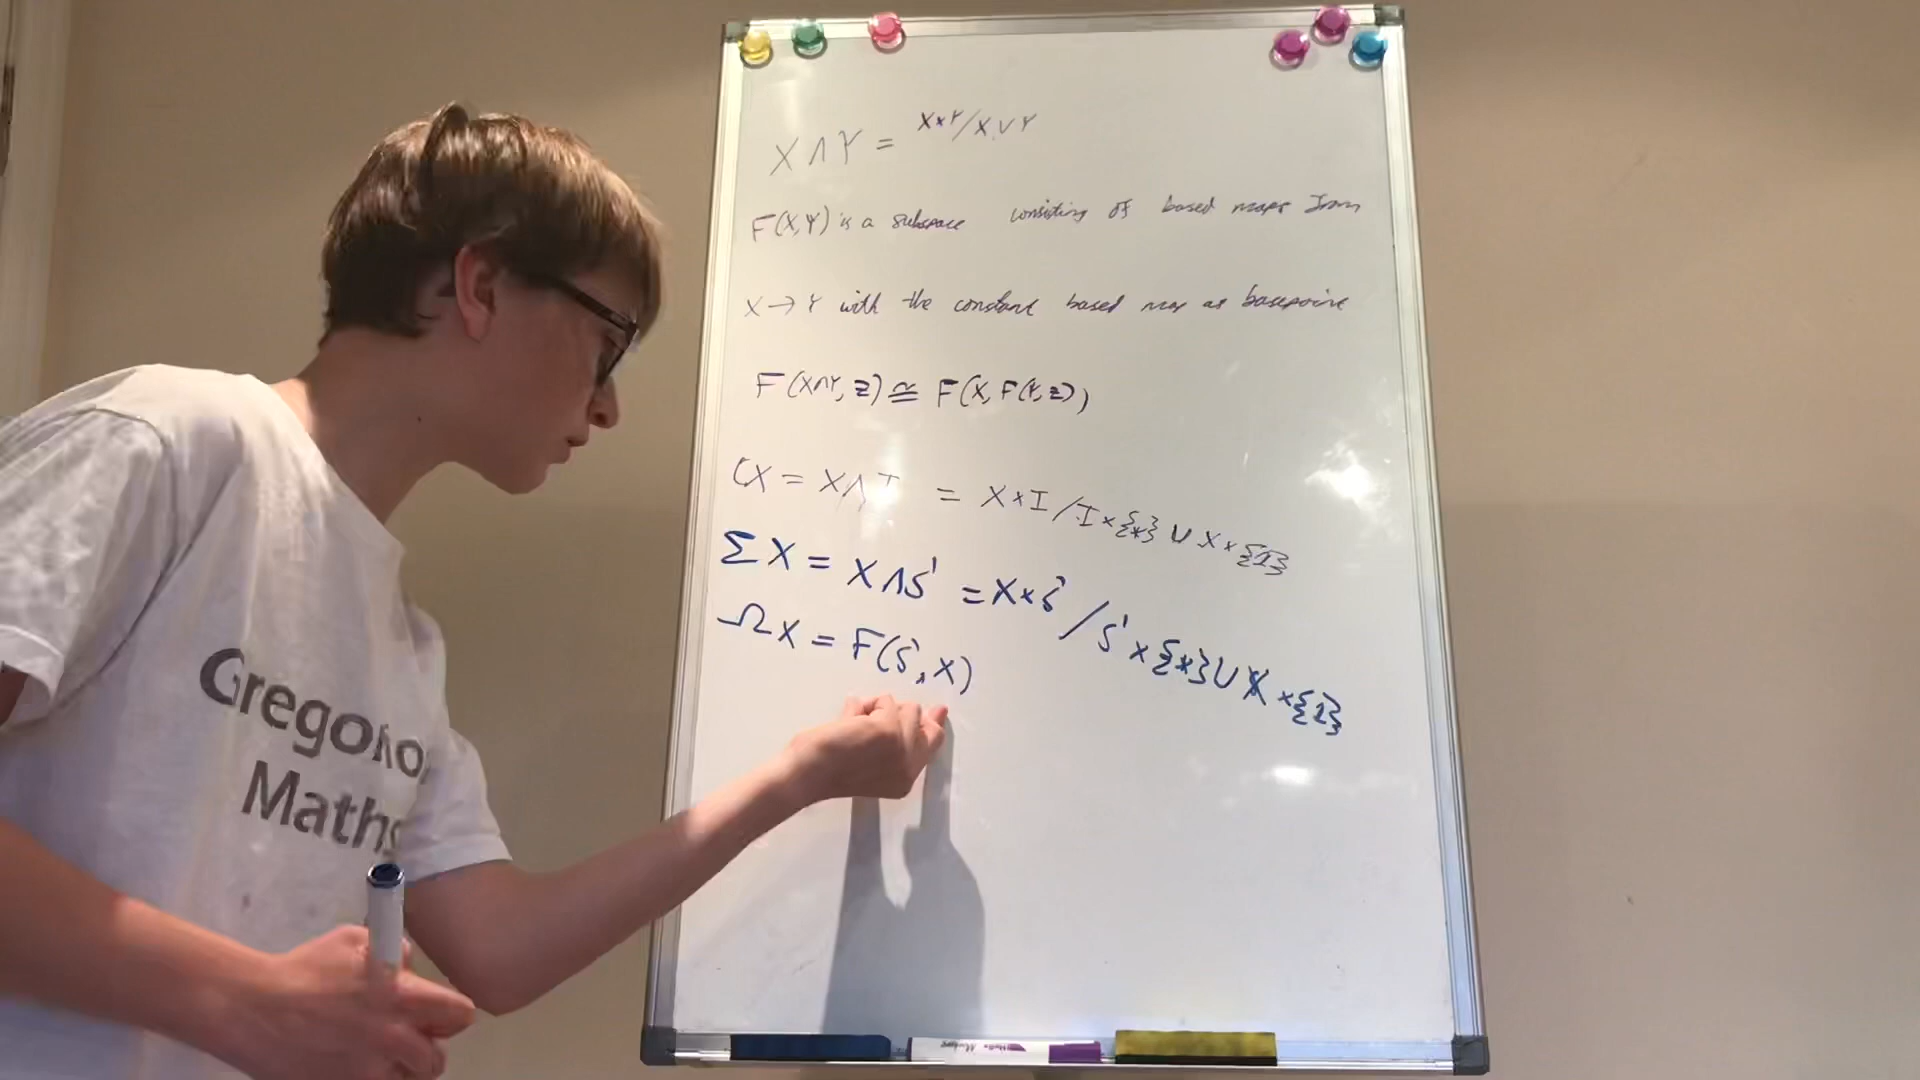 X ∧ Y = X×Y/X∨Y
F(X,Y) is a subspace consisting of based maps from
X → Y with the constant based map as basepoint
F(X∧Y, Z) ≅ F(X, F(Y, Z))
CX = X∧I = X×I/I×{*} ∪ X×{1}
ΣX = X∧S¹ = X×S¹/S¹×{*} ∪ X×{1}
ΩX = F(S¹, X)
Maths